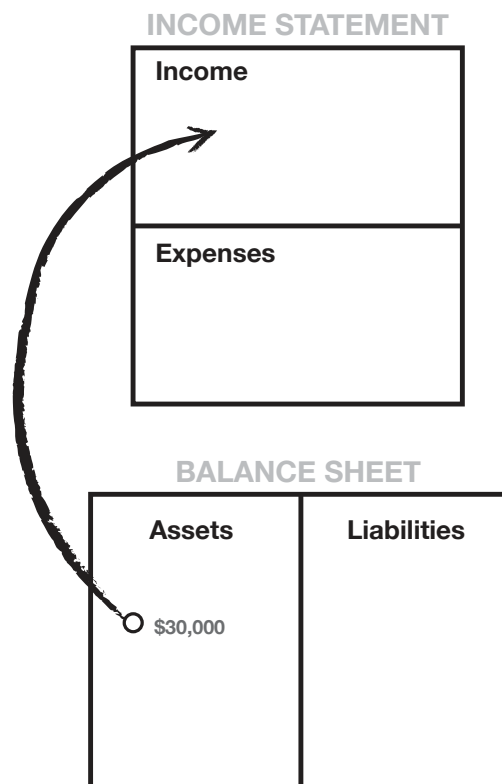 INCOME STATEMENT
Income
Expenses
BALANCE SHEET
Assets
Liabilities
$30,000